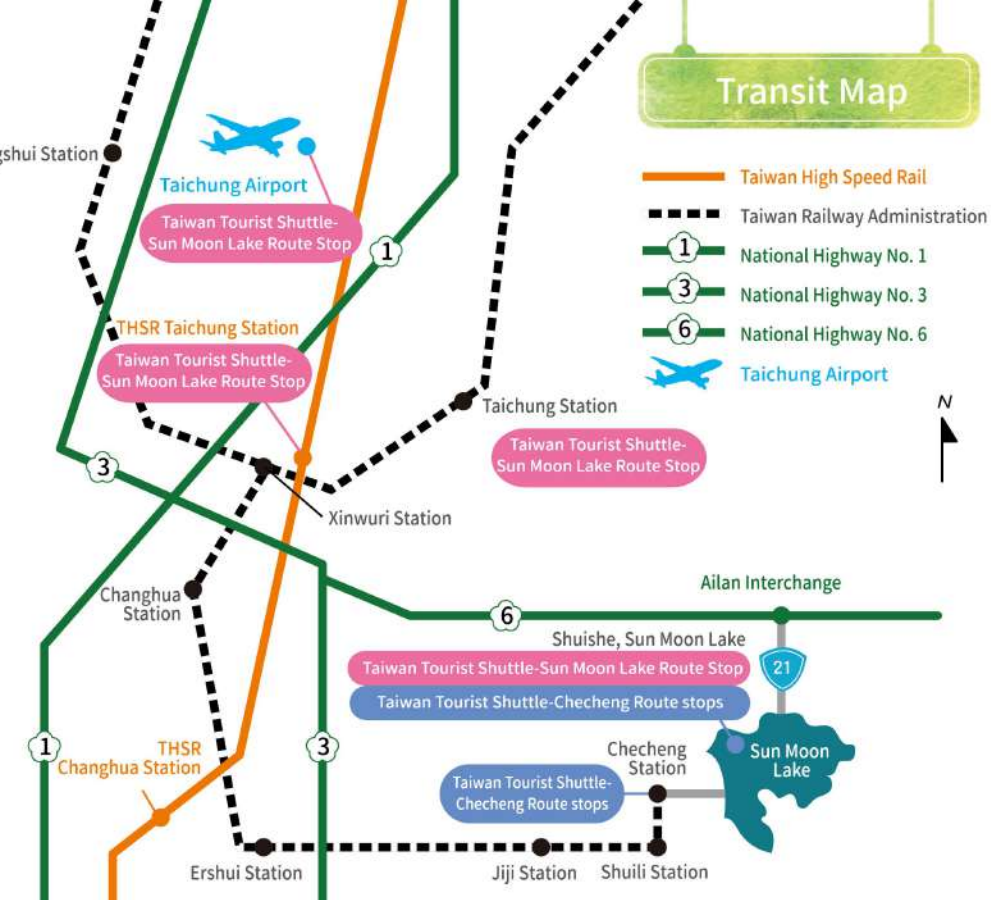 Transit Map
Taiwan High Speed Rail
Taiwan Railway Administration
1
National Highway No. 1
3
National Highway No. 3
6
National Highway No. 6
Taichung Airport
N
gshui Station
Taichung Airport
Taiwan Tourist Shuttle-
Sun Moon Lake Route Stop
1
THSR Taichung Station
Taiwan Tourist Shuttle-
Sun Moon Lake Route Stop
Taichung Station
Taiwan Tourist Shuttle-
Sun Moon Lake Route Stop
3
Xinwuri Station
Changhua
Station
Ailan Interchange
6
Shuishe, Sun Moon Lake
Taiwan Tourist Shuttle-Sun Moon Lake Route Stop
21
Taiwan Tourist Shuttle-Checheng Route stops
1
THSR
Changhua Station
3
Checheng
Station
Sun Moon
Lake
Taiwan Tourist Shuttle-
Checheng Route stops
Ershui Station
Jiji Station
Shuili Station